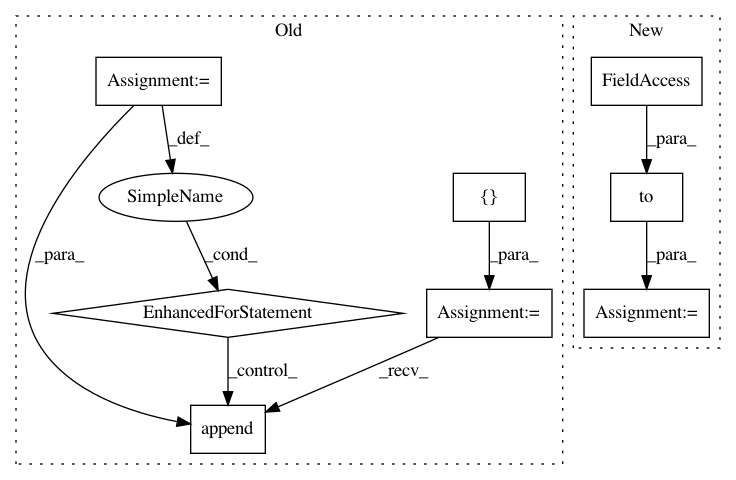 Old
New
Assignment:=
FieldAccess
_def_
_para_
SimpleName
{}
to
_para_
_cond_
_para_
_para_
EnhancedForStatement
Assignment:=
Assignment:=
_control_
_recv_
append